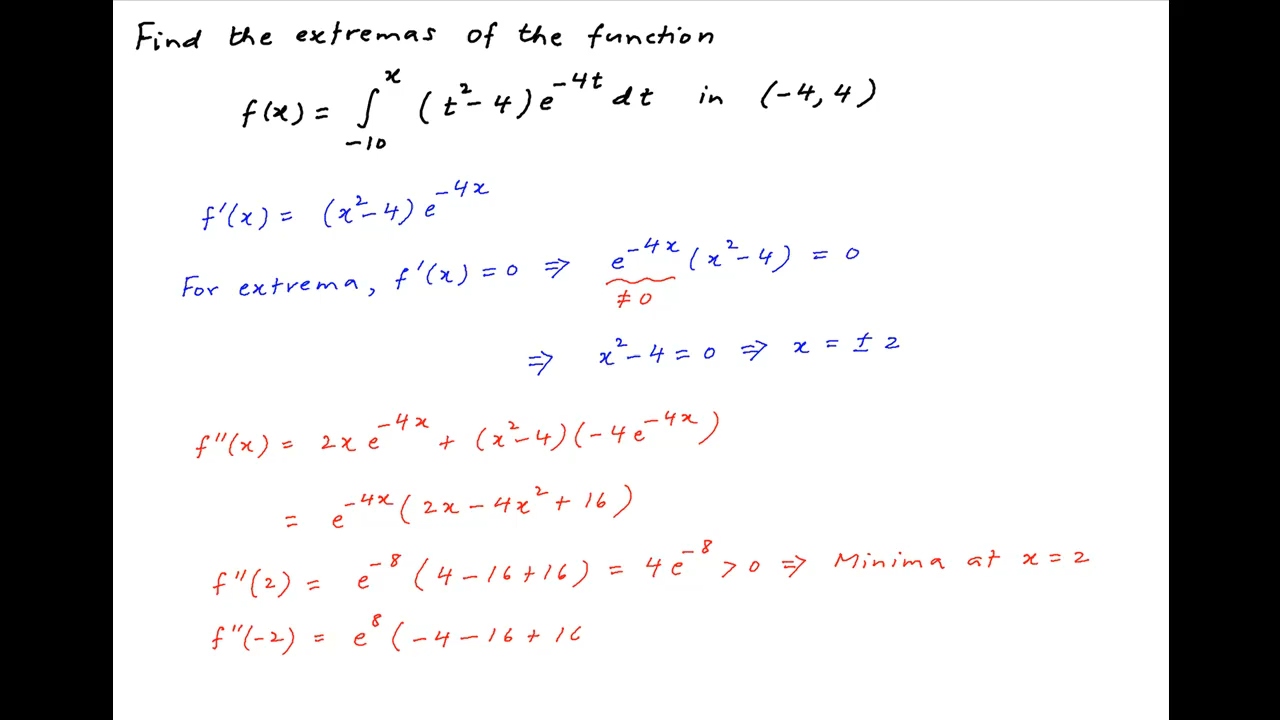 Find the extremas of the function
f(x) = ∫₋₁₀ˣ (t² - 4) e^{-4t} dt in (-4, 4)
f'(x) = (x² - 4) e^{-4x}
For extrema, f'(x) = 0 ⇒ e^{-4x} (x² - 4) = 0
≠ 0
⇒ x² - 4 = 0 ⇒ x = ± 2
f''(x) = 2x e^{-4x} + (x² - 4)(-4e^{-4x})
= e^{-4x} (2x - 4x² + 16)
f''(2) = e^{-8} (4 - 16 + 16) = 4e^{-8} > 0 ⇒ Minima at x = 2
f''(-2) = e^{8} (-4 - 16 + 16